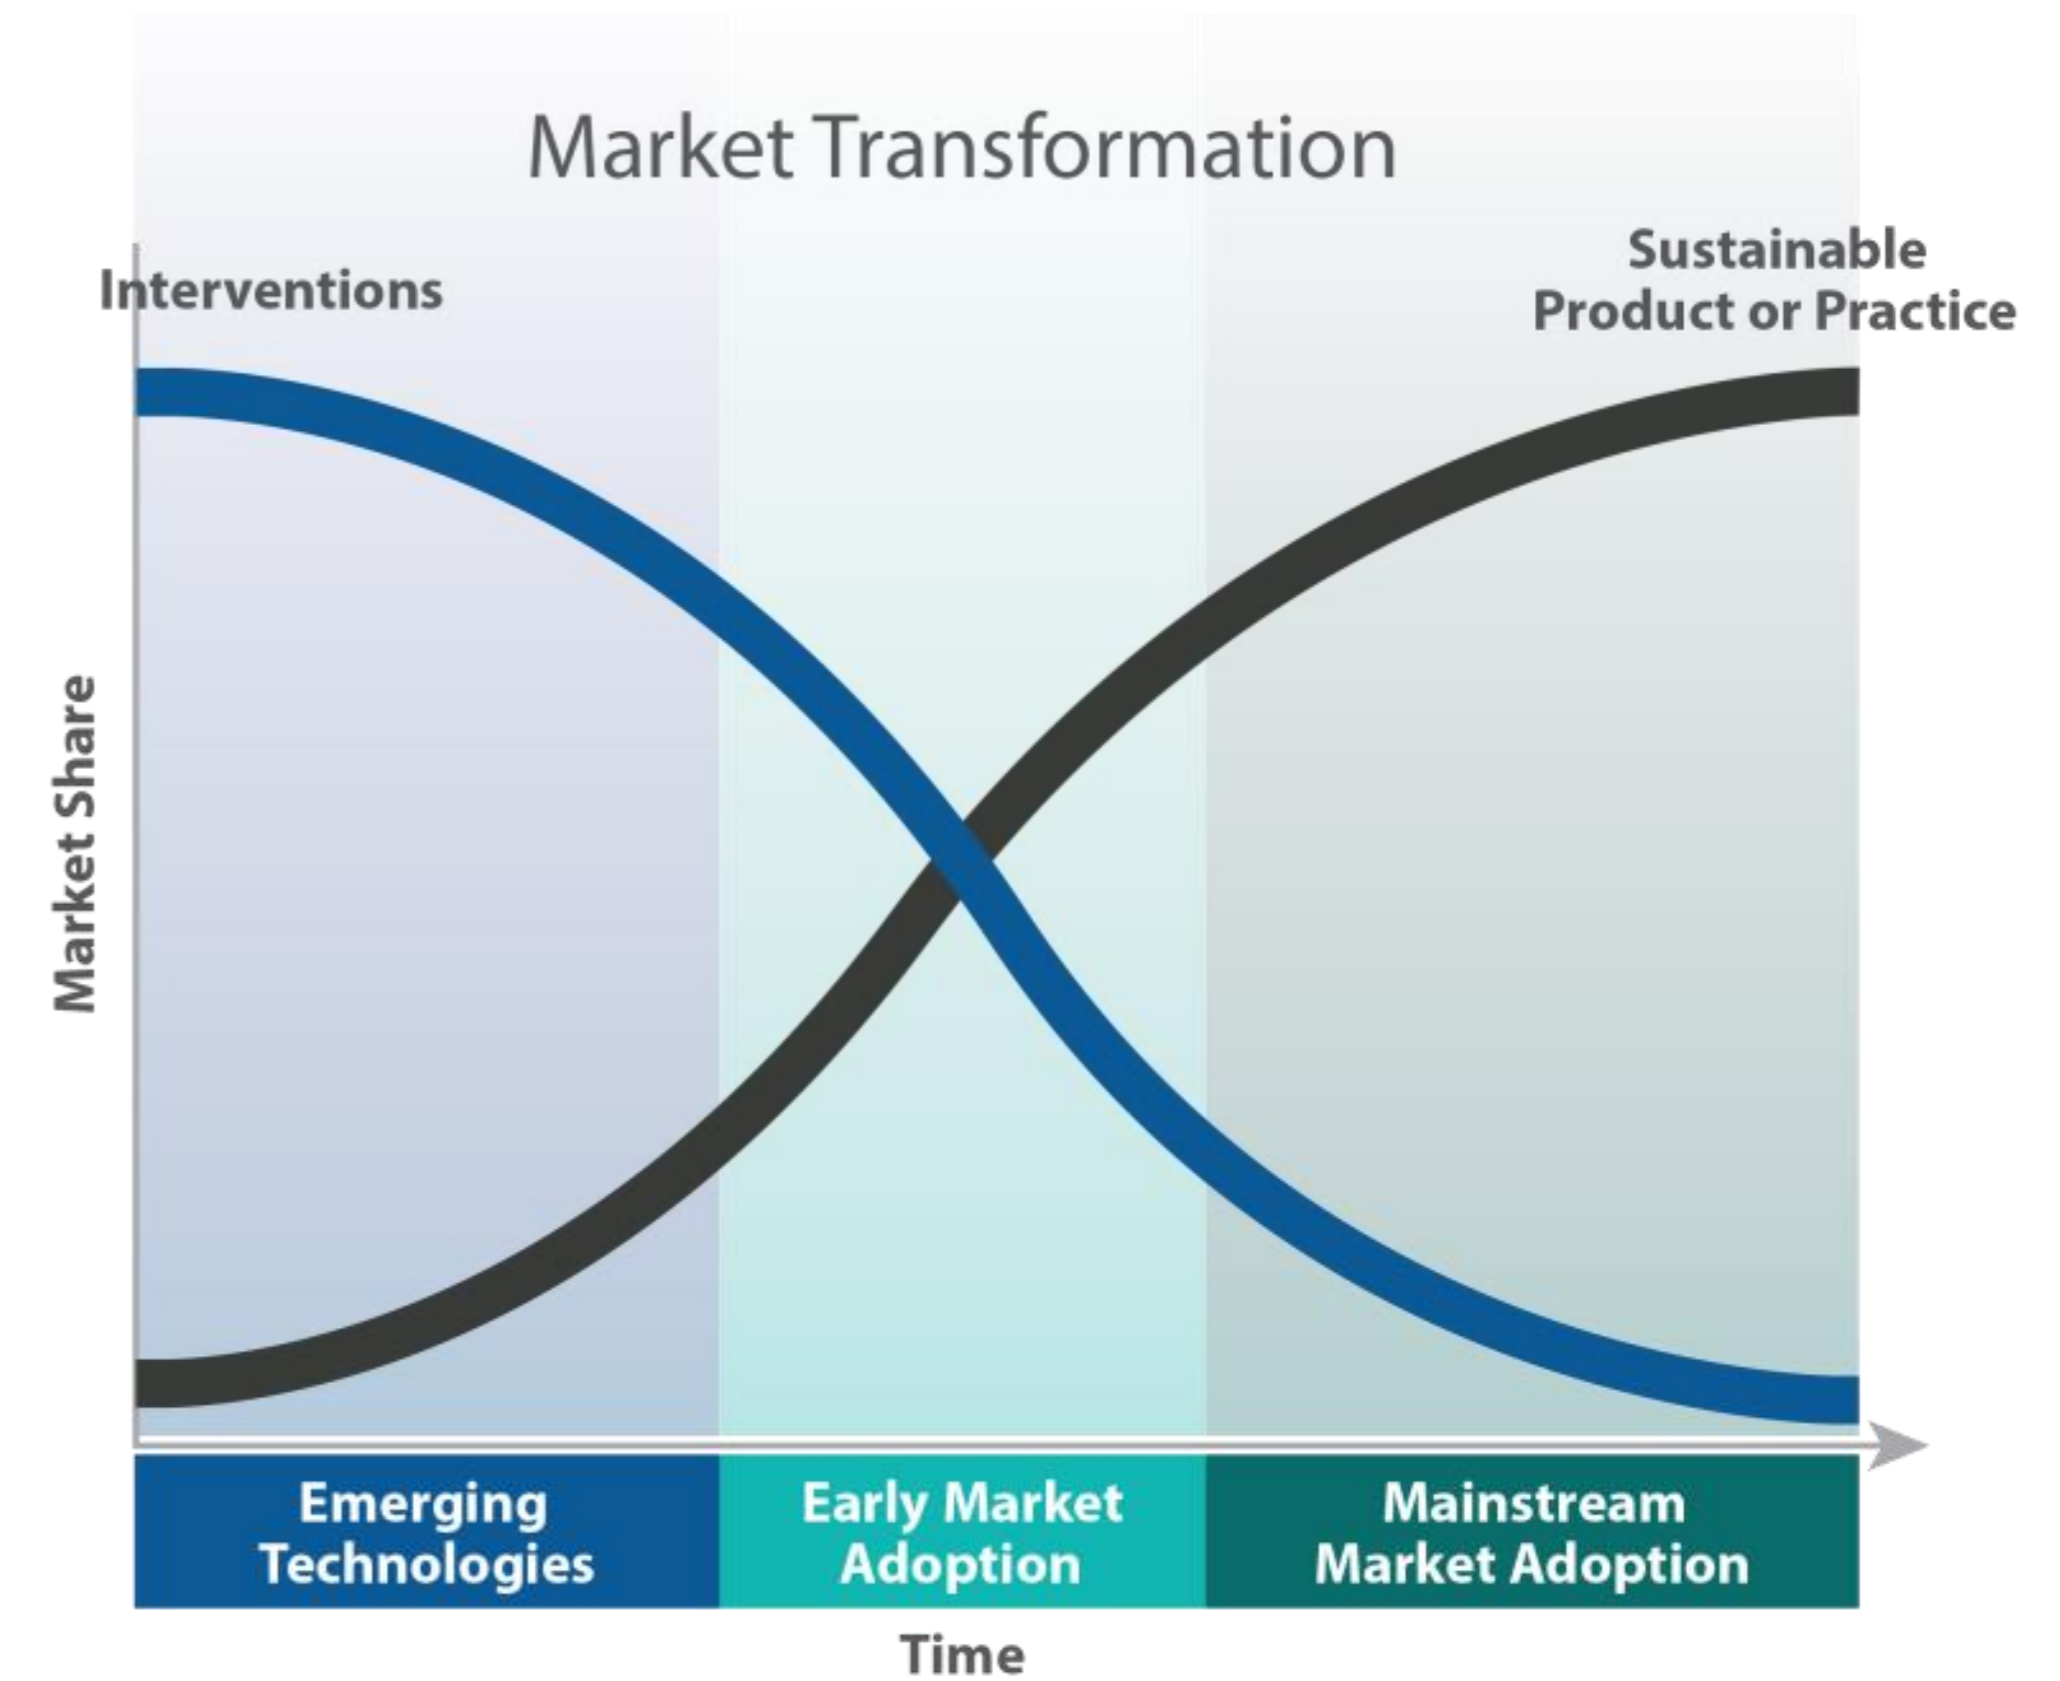 Market Transformation
Interventions
Sustainable
Product or Practice
Market Share
Emerging
Technologies
Early Market
Adoption
Mainstream
Market Adoption
Time